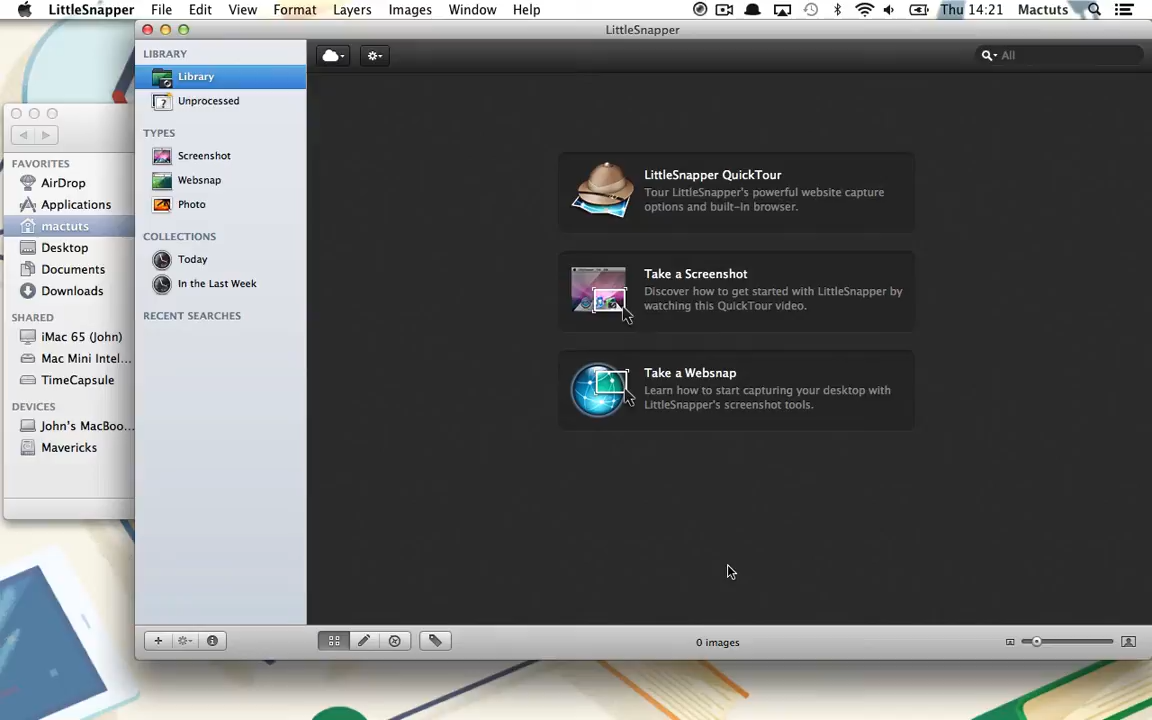 LittleSnapper File Edit View Format Layers Images Window Help Thu 14:21 Mactuts
LittleSnapper
LIBRARY
Library
Unprocessed
TYPES
Screenshot
Websnap
Photo
COLLECTIONS
Today
In the Last Week
RECENT SEARCHES
All
LittleSnapper QuickTour
Tour LittleSnapper's powerful website capture
options and built-in browser.
Take a Screenshot
Discover how to get started with LittleSnapper by
watching this QuickTour video.
Take a Websnap
Learn how to start capturing your desktop with
LittleSnapper's screenshot tools.
0 images
FAVORITES
AirDrop
Applications
mactuts
Desktop
Documents
Downloads
SHARED
iMac 65 (John)
Mac Mini Intel...
TimeCapsule
DEVICES
John's MacBoo...
Mavericks